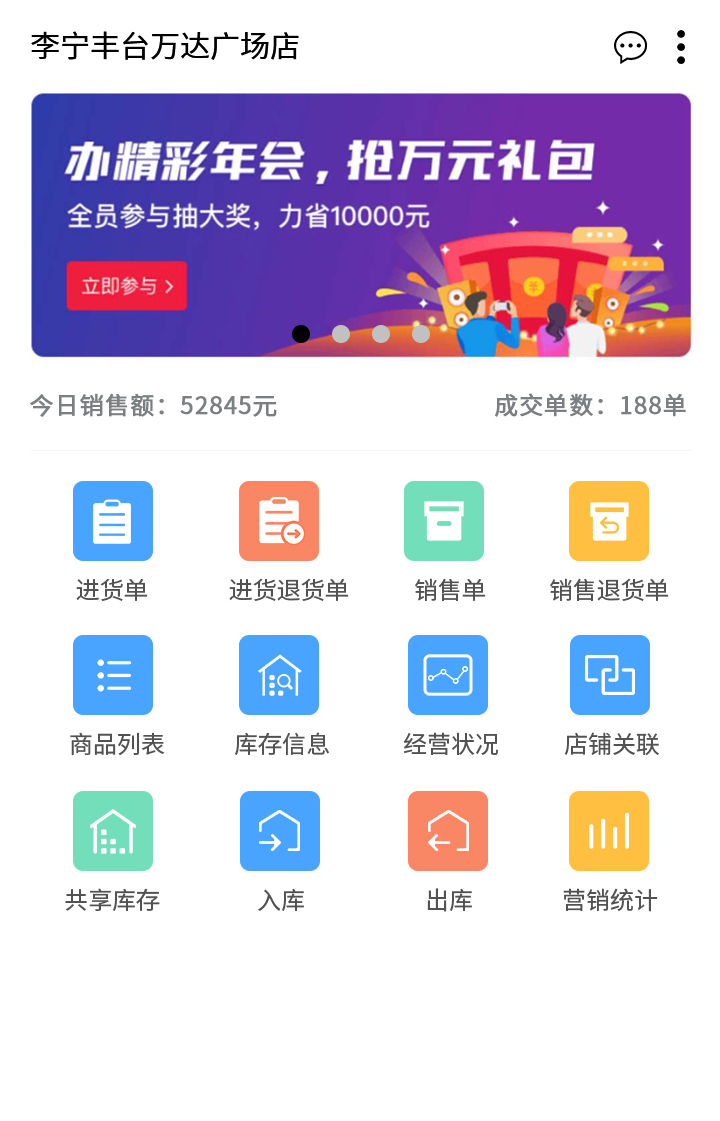 李宁丰台万达广场店
办精彩年会，抢万元礼包
全员参与抽大奖，力省10000元
立即参与
今日销售额：52845元 成交单数：188单
进货单 进货退货单 销售单 销售退货单
商品列表 库存信息 经营状况 店铺关联
共享库存 入库 出库 营销统计